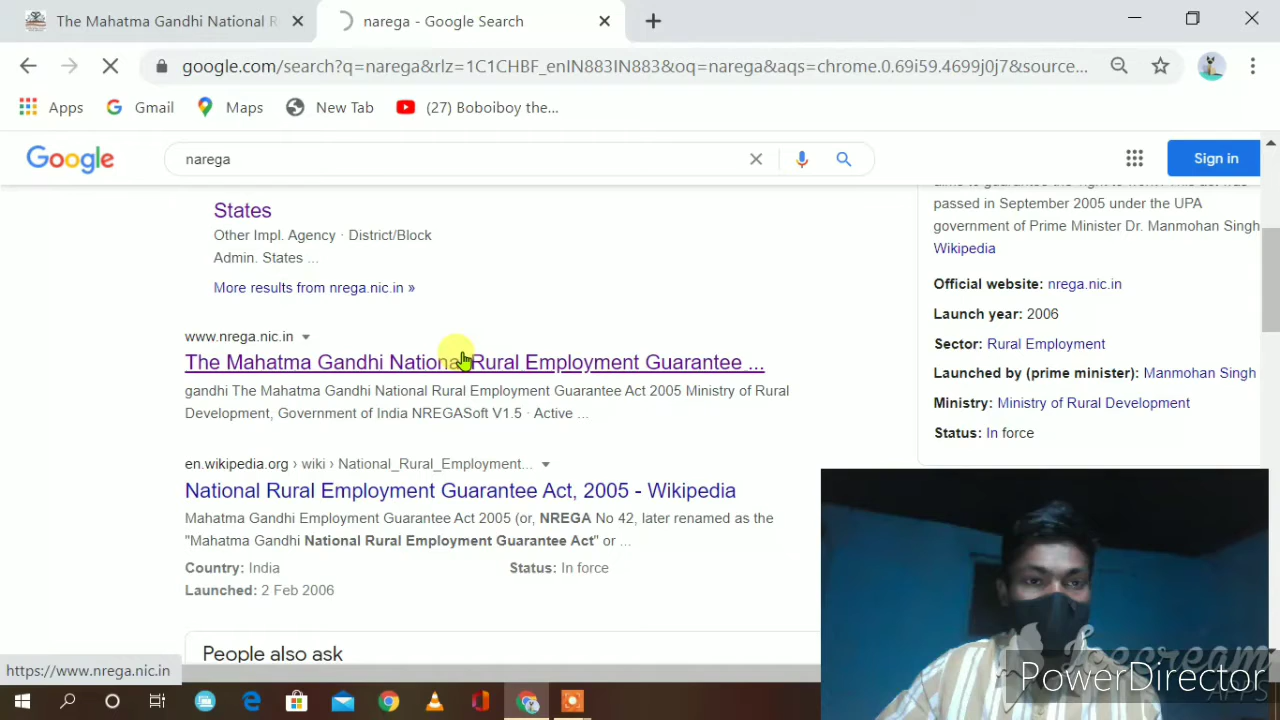 The Mahatma Gandhi National R
narega - Google Search
google.com/search?q=narega&rlz=1C1CHBF_enIN883IN883&oq=narega&aqs=chrome.0.69i59.4699j0j7&source...
Apps
Gmail
Maps
New Tab
(27) Boboiboy the...
Google
narega
Sign in
States
Other Impl. Agency · District/Block
Admin. States ...
More results from nrega.nic.in »
www.nrega.nic.in
The Mahatma Gandhi National Rural Employment Guarantee ...
gandhi The Mahatma Gandhi National Rural Employment Guarantee Act 2005 Ministry of Rural
Development, Government of India NREGASoft V1.5 · Active ...
en.wikipedia.org › wiki › National_Rural_Employment...
National Rural Employment Guarantee Act, 2005 - Wikipedia
Mahatma Gandhi Employment Guarantee Act 2005 (or, NREGA No 42, later renamed as the
"Mahatma Gandhi National Rural Employment Guarantee Act" or ...
Country: India
Status: In force
Launched: 2 Feb 2006
People also ask
passed in September 2005 under the UPA
government of Prime Minister Dr. Manmohan Singh
Wikipedia
Official website: nrega.nic.in
Launch year: 2006
Sector: Rural Employment
Launched by (prime minister): Manmohan Singh
Ministry: Ministry of Rural Development
Status: In force
https://www.nrega.nic.in
Icecream
APPS
PowerDirector